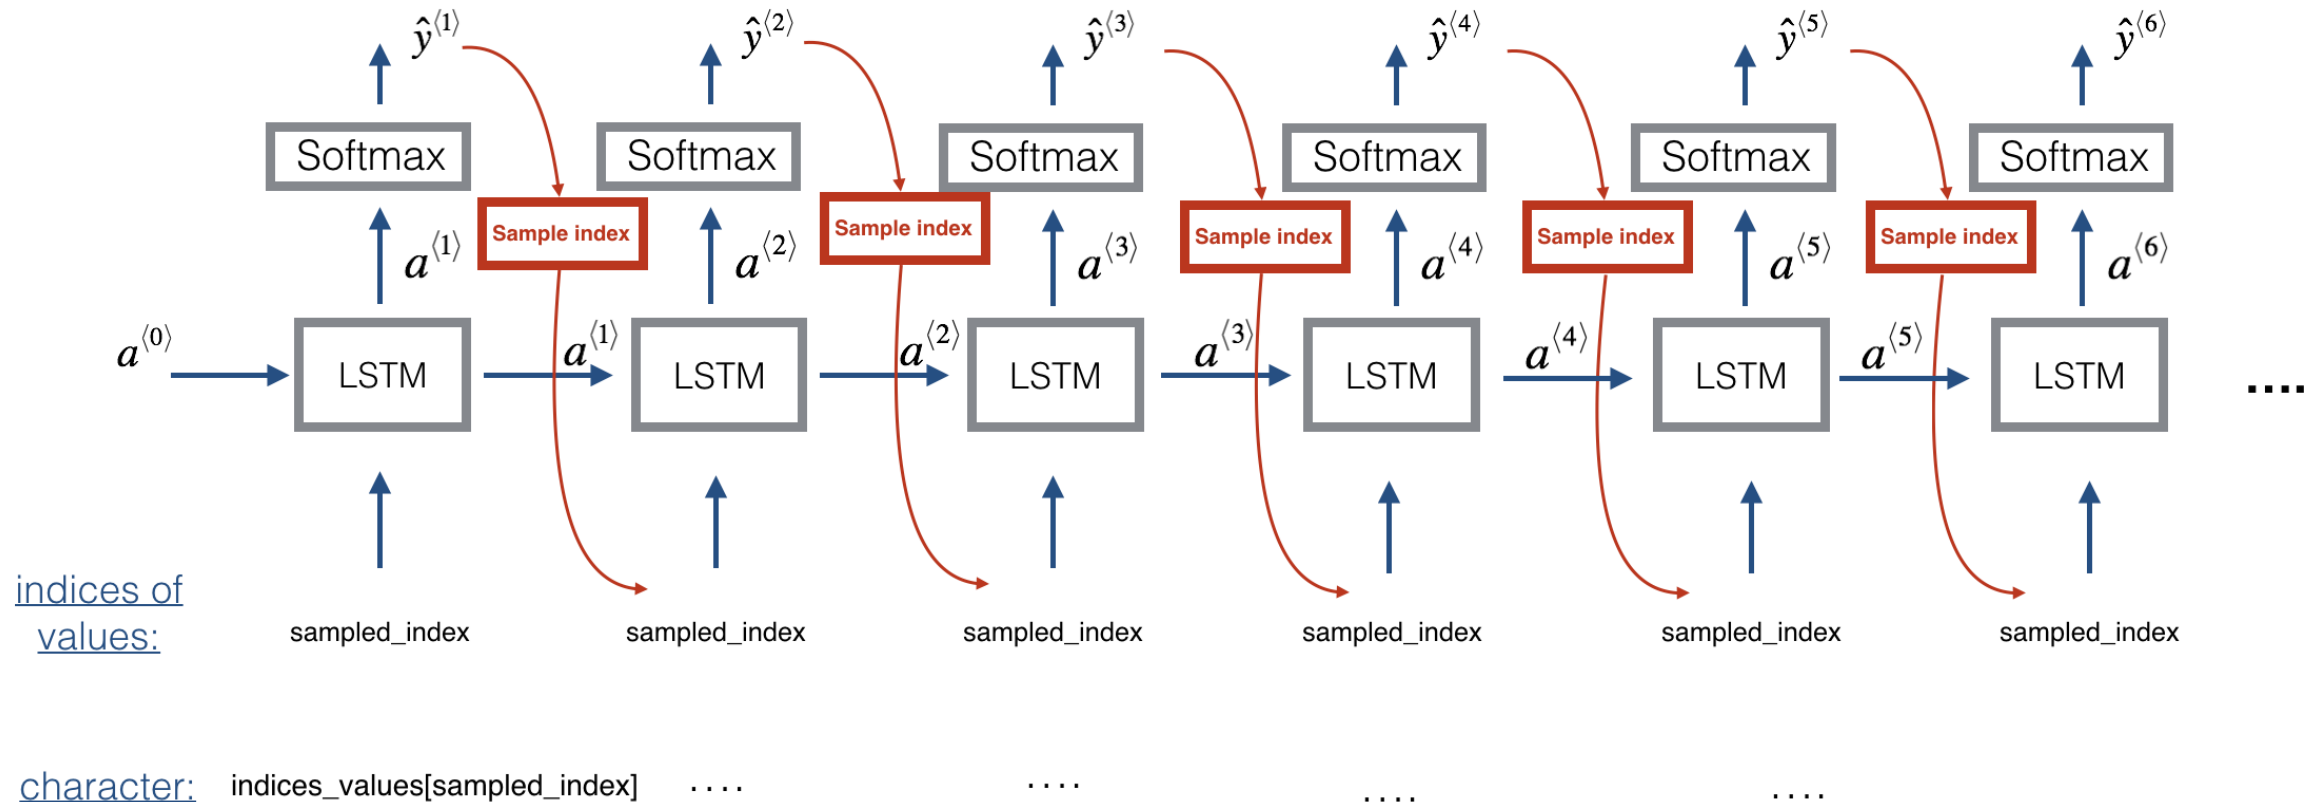 ŷ⟨1⟩ ŷ⟨2⟩ ŷ⟨3⟩ ŷ⟨4⟩ ŷ⟨5⟩ ŷ⟨6⟩
Softmax Softmax Softmax Softmax Softmax Softmax
Sample index Sample index Sample index Sample index Sample index
a⟨1⟩ a⟨2⟩ a⟨3⟩ a⟨4⟩ a⟨5⟩ a⟨6⟩
a⟨0⟩ a⟨1⟩ a⟨2⟩ a⟨3⟩ a⟨4⟩ a⟨5⟩
LSTM LSTM LSTM LSTM LSTM LSTM ....
indices of
values: sampled_index sampled_index sampled_index sampled_index sampled_index sampled_index
character: indices_values[sampled_index] .... .... .... ....